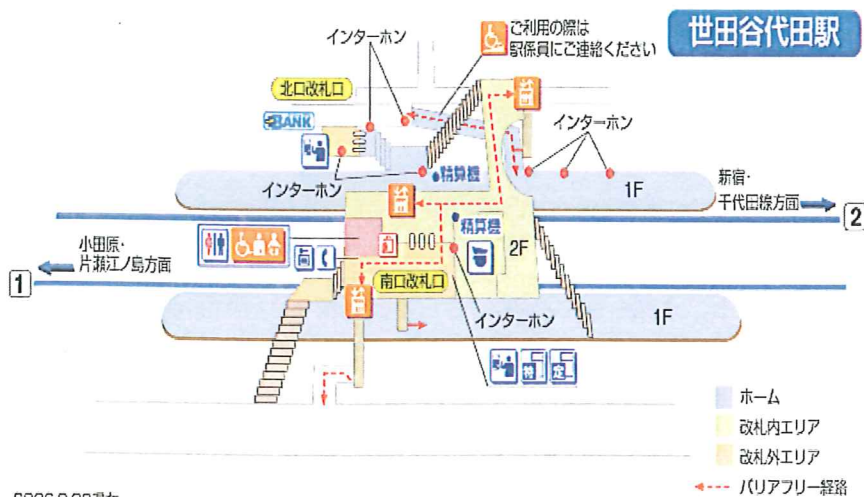 世田谷代田駅
インターホン
ご利用の際は
駅係員にご連絡ください
北口改札口
BANK
インターホン
精算機
インターホン
1F
新宿・
千代田線方面
2
精算機
2F
小田原・
片瀬江ノ島方面
1
南口改札口
インターホン
1F
特
定
ホーム
改札内エリア
改札外エリア
バリアフリー経路